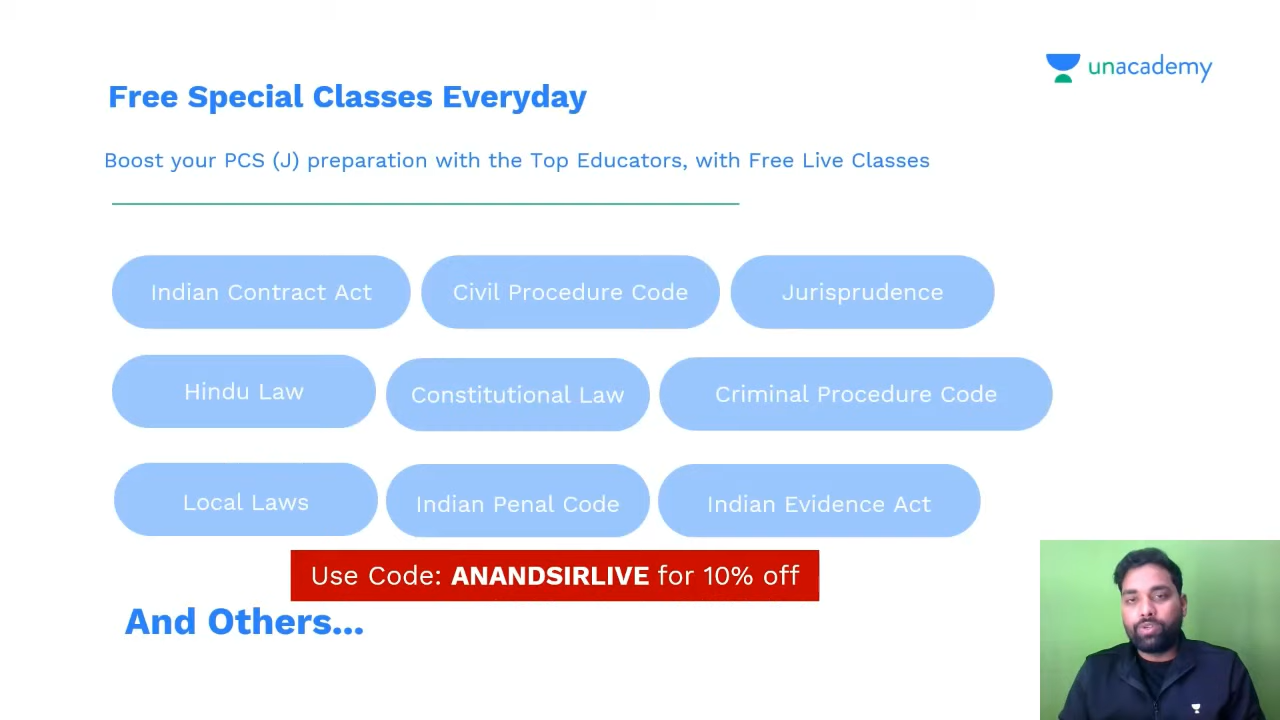 unacademy
Free Special Classes Everyday
Boost your PCS (J) preparation with the Top Educators, with Free Live Classes
Indian Contract Act
Civil Procedure Code
Jurisprudence
Hindu Law
Constitutional Law
Criminal Procedure Code
Local Laws
Indian Penal Code
Indian Evidence Act
Use Code: ANANDSIRLIVE for 10% off
And Others...